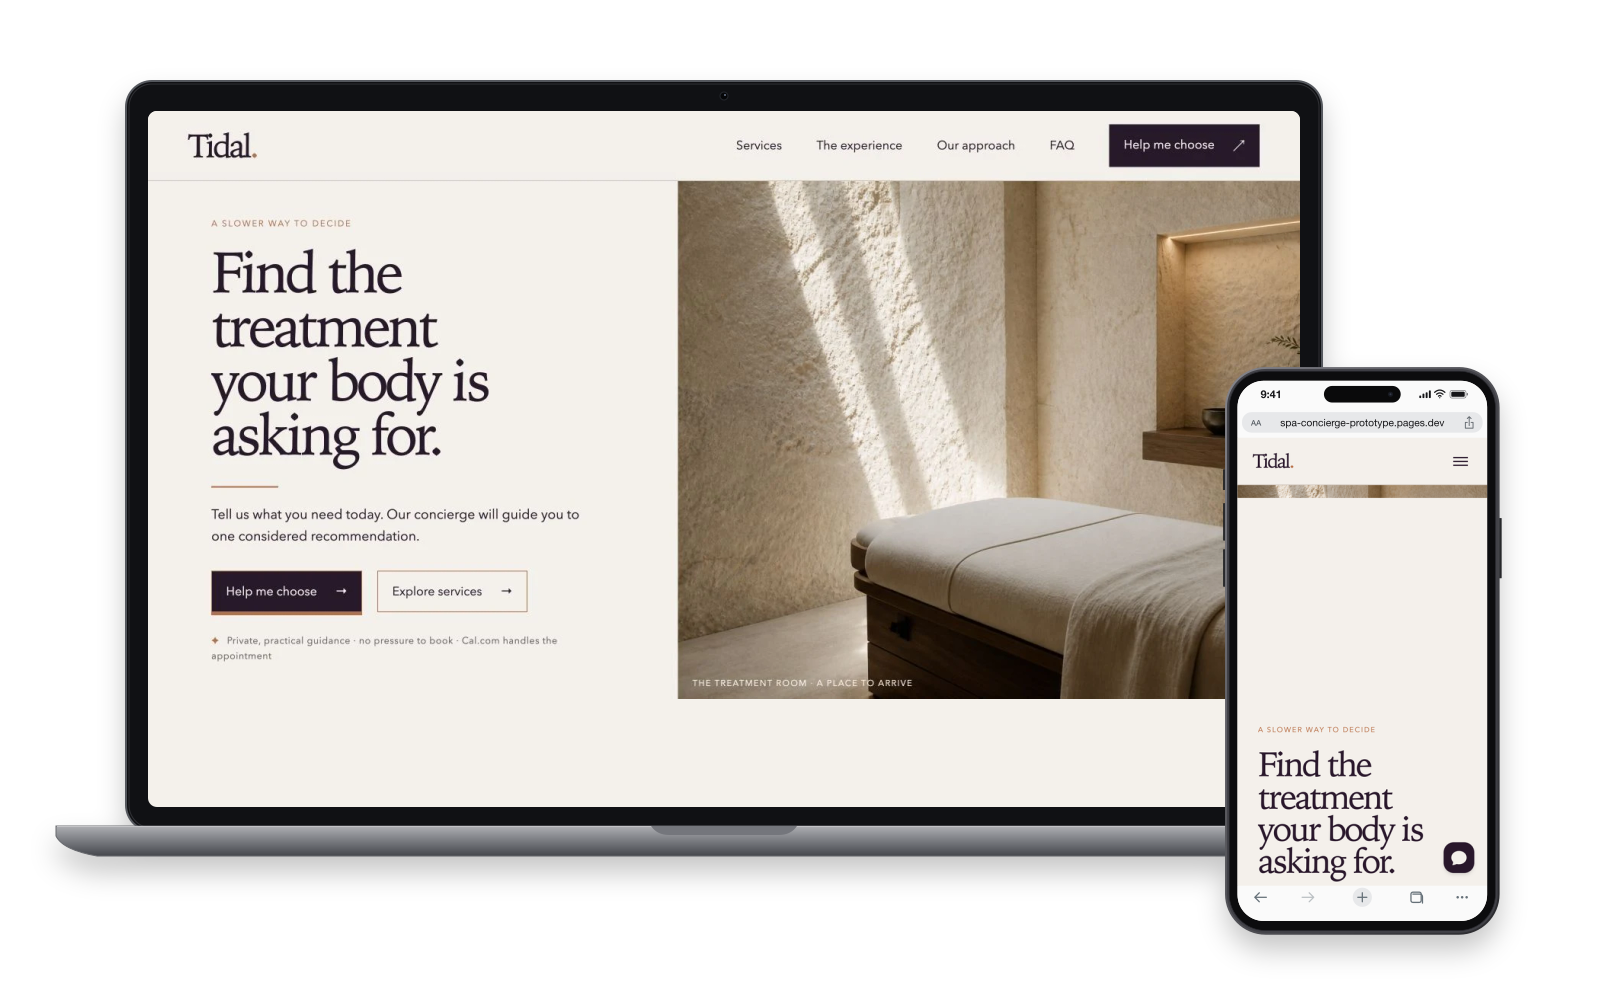 Tidal.
Services
The experience
Our approach
FAQ
Help me choose ↗
A SLOWER WAY TO DECIDE
Find the
treatment
your body is
asking for.
Tell us what you need today. Our concierge will guide you to
one considered recommendation.
Help me choose →
Explore services →
✦ Private, practical guidance · no pressure to book · Cal.com handles the
appointment
THE TREATMENT ROOM · A PLACE TO ARRIVE
9:41
AA spa-concierge-prototype.pages.dev
Tidal.
A SLOWER WAY TO DECIDE
Find the
treatment
your body is
asking for.